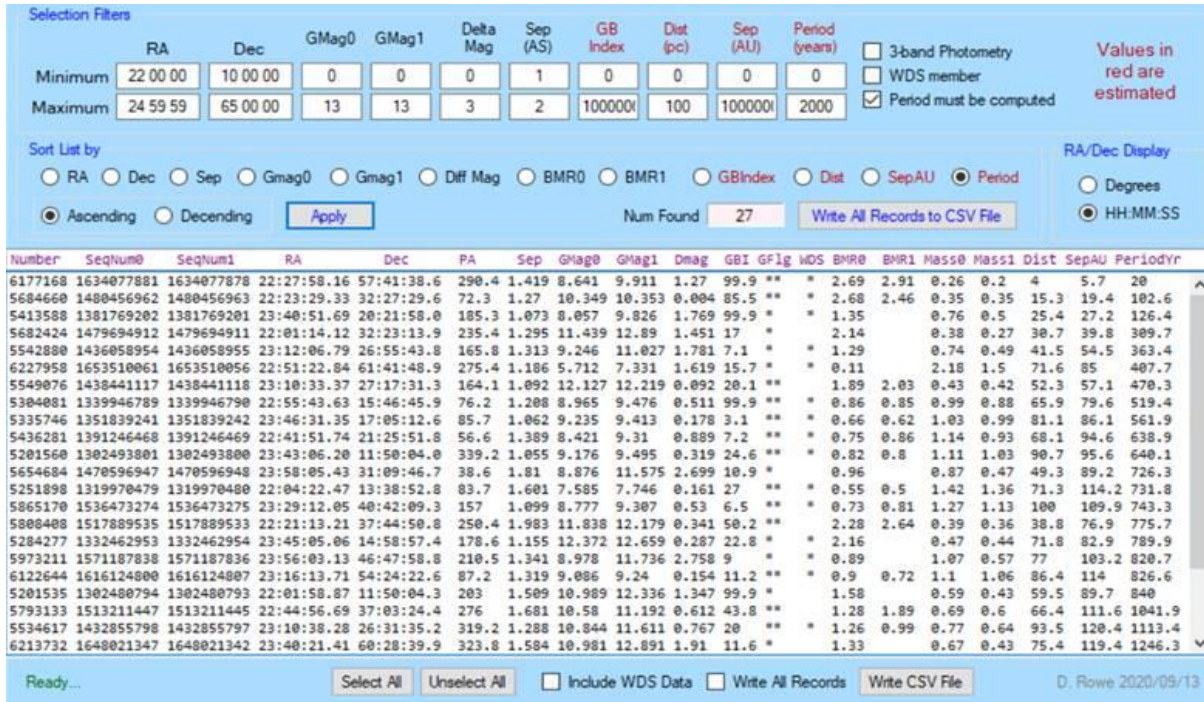 Selection Filters
RA Dec GMag0 GMag1 Delta Mag Sep (AS) GB Index Dist (pc) Sep (AU) Period (years)
Minimum 22 00 00 10 00 00 0 0 0 1 0 0 0 0
Maximum 24 59 59 65 00 00 13 13 3 2 1000000 100 1000000 2000
3-band Photometry
WDS member
Period must be computed
Values in red are estimated
Sort List by
RA Dec Sep Gmag0 Gmag1 Diff Mag BMR0 BMR1 GBIndex Dist SepAU Period
Ascending Decending Apply Num Found 27 Write All Records to CSV File
RA/Dec Display
Degrees
HH:MM:SS
Number SeqNum0 SeqNum1 RA Dec PA Sep GMag0 GMag1 Dmag GBI GFlg WDS BMR0 BMR1 Mass0 Mass1 Dist SepAU PeriodYr
6177168 1634077881 1634077878 22:27:58.16 57:41:38.6 290.4 1.419 8.641 9.911 1.27 99.9 ** * 2.69 2.91 0.26 0.2 4 5.7 20
5684660 1480456962 1480456963 22:23:29.33 32:27:29.6 72.3 1.27 10.349 10.353 0.004 85.5 ** * 2.68 2.46 0.35 0.35 15.3 19.4 102.6
5413588 1381769202 1381769201 23:40:51.69 20:21:58.0 185.3 1.073 8.057 9.826 1.769 99.9 * * 1.35 0.76 0.5 25.4 27.2 126.4
5682424 1479694912 1479694911 22:01:14.12 32:23:13.9 235.4 1.295 11.439 12.89 1.451 17 * 2.14 0.38 0.27 30.7 39.8 309.7
5542880 1436058954 1436058955 23:12:06.79 26:55:43.8 165.8 1.313 9.246 11.027 1.781 7.1 * * 1.29 0.74 0.49 41.5 54.5 363.4
6227958 1653510061 1653510056 22:51:22.84 61:41:48.9 275.4 1.186 5.712 7.331 1.619 15.7 * * 0.11 2.18 1.5 71.6 85 407.7
5549076 1438441117 1438441118 23:10:33.37 27:17:31.3 164.1 1.092 12.127 12.219 0.092 20.1 ** 1.89 2.03 0.43 0.42 52.3 57.1 470.3
5304081 1339946789 1339946790 22:55:43.63 15:46:45.9 76.2 1.208 8.965 9.476 0.511 99.9 ** * 0.86 0.85 0.99 0.88 65.9 79.6 519.4
5335746 1351839241 1351839242 23:46:31.35 17:05:12.6 85.7 1.062 9.235 9.413 0.178 3.1 ** * 0.66 0.62 1.03 0.99 81.1 86.1 561.9
5436281 1391246468 1391246469 22:41:51.74 21:25:51.8 56.6 1.389 8.421 9.31 0.889 7.2 ** * 0.75 0.86 1.14 0.93 68.1 94.6 638.9
5201560 1302493801 1302493800 23:43:06.20 11:50:04.0 339.2 1.055 9.176 9.495 0.319 24.6 ** * 0.82 0.8 1.11 1.03 90.7 95.6 640.1
5654684 1470596947 1470596948 23:58:05.43 31:09:46.7 38.6 1.81 8.876 11.575 2.699 10.9 * 0.96 0.87 0.47 49.3 89.2 726.3
5251898 1319970479 1319970480 22:04:22.47 13:38:52.8 83.7 1.601 7.585 7.746 0.161 27 ** * 0.55 0.5 1.42 1.36 71.3 114.2 731.8
5865170 1536473274 1536473275 23:29:12.05 40:42:09.3 157 1.099 8.777 9.307 0.53 6.5 ** * 0.73 0.81 1.27 1.13 100 109.9 743.3
5808408 1517889535 1517889533 22:21:13.21 37:44:50.8 250.4 1.983 11.838 12.179 0.341 50.2 ** 2.28 2.64 0.39 0.36 38.8 76.9 775.7
5284277 1332462953 1332462954 23:45:05.06 14:58:57.4 178.6 1.155 12.372 12.659 0.287 22.8 * * 2.16 0.47 0.44 71.8 82.9 789.9
5973211 1571187838 1571187836 23:56:03.13 46:47:58.8 210.5 1.341 8.978 11.736 2.758 9 * * 0.89 1.07 0.57 77 103.2 820.7
6122644 1616124800 1616124807 23:16:13.71 54:24:22.6 87.2 1.319 9.086 9.24 0.154 11.2 ** * 0.9 0.72 1.1 1.06 86.4 114 826.6
5201535 1302480794 1302480793 22:01:58.87 11:50:04.3 203 1.509 10.989 12.336 1.347 99.9 * 1.58 0.59 0.43 59.5 89.7 840
5793133 1513211447 1513211445 22:44:56.69 37:03:24.4 276 1.681 10.58 11.192 0.612 43.8 ** 1.28 1.89 0.69 0.6 66.4 111.6 1041.9
5534617 1432855798 1432855797 23:10:38.28 26:31:35.2 319.2 1.288 10.844 11.611 0.767 20 ** * 1.26 0.99 0.77 0.64 93.5 120.4 1113.4
6213732 1648021347 1648021342 23:40:21.41 60:28:39.9 323.8 1.584 10.981 12.891 1.91 11.6 * 1.33 0.67 0.43 75.4 119.4 1246.3
Ready... Select All Unselect All Include WDS Data Write All Records Write CSV File D. Rowe 2020/09/13